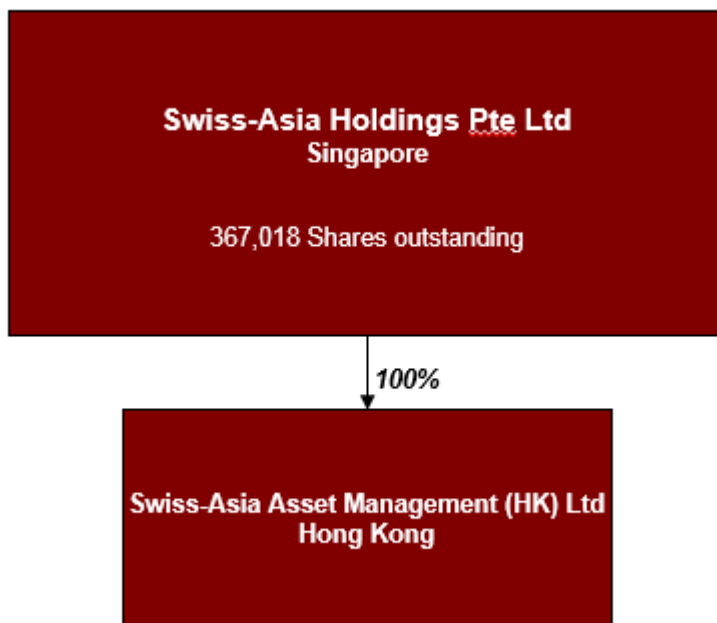 Swiss-Asia Holdings Pte Ltd
Singapore
367,018 Shares outstanding
100%
Swiss-Asia Asset Management (HK) Ltd
Hong Kong